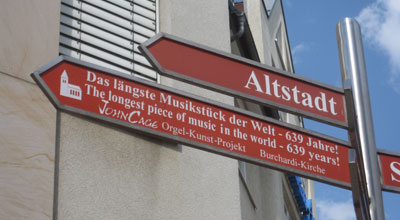 Altstadt
Das längste Musikstück der Welt - 639 Jahre!
The longest piece of music in the world - 639 years!
JOHN CAGE Orgel-Kunst-Projekt Burchardi-Kirche
S